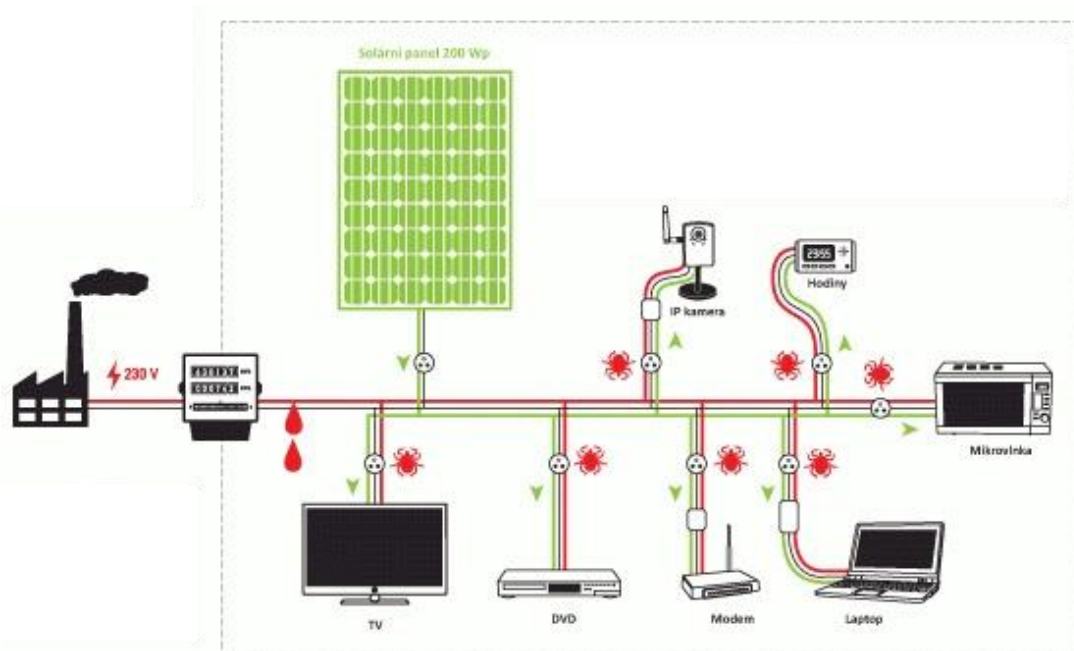 Solární panel 200 Wp
IP kamera
Hodiny
230 V
Mikrovlnka
TV
DVD
Modem
Laptop